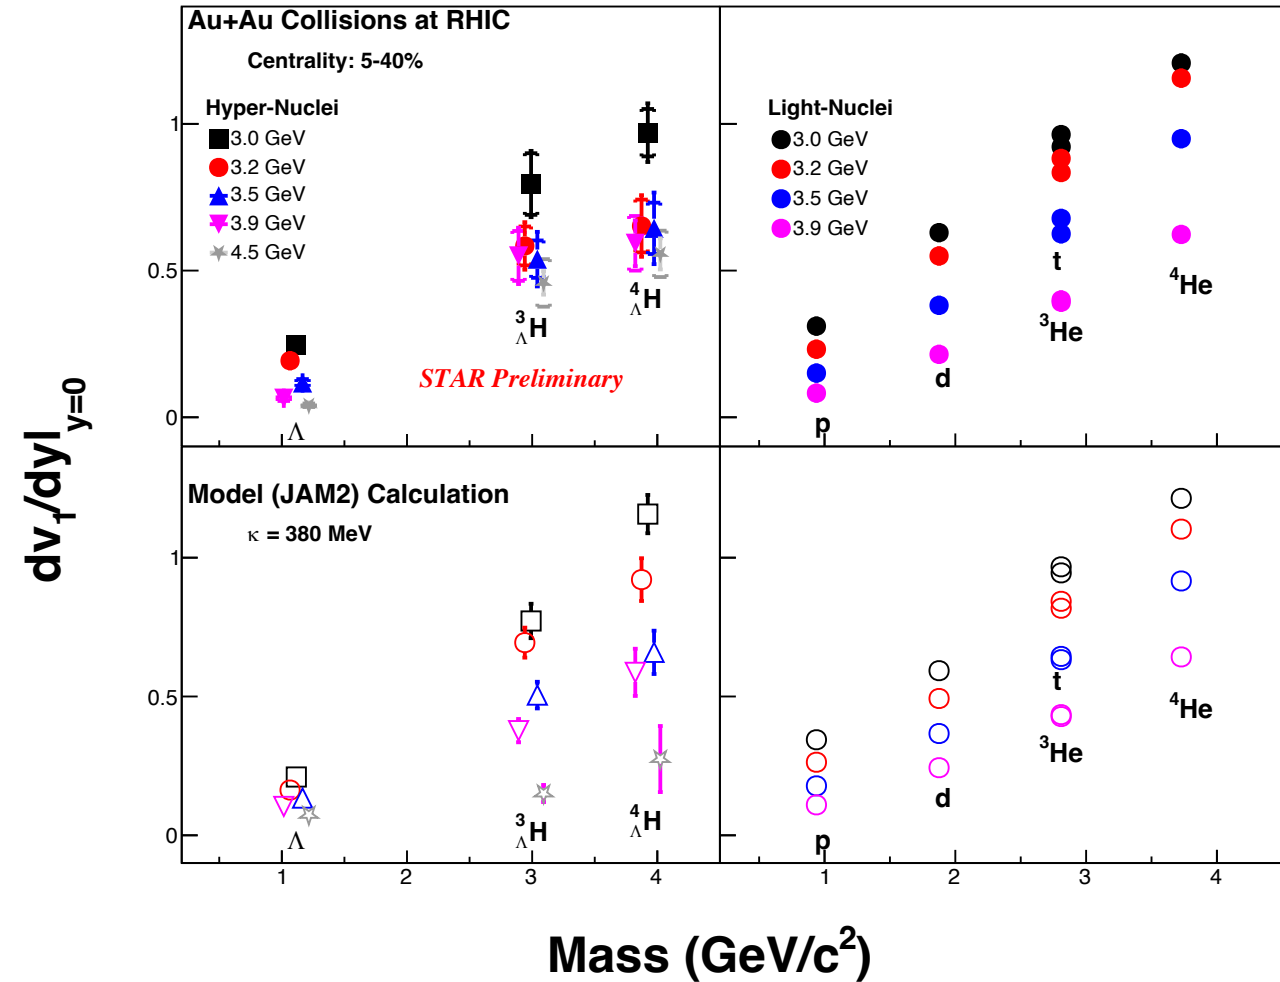 Au+Au Collisions at RHIC
Centrality: 5-40%
Hyper-Nuclei
3.0 GeV
3.2 GeV
3.5 GeV
3.9 GeV
4.5 GeV
Light-Nuclei
3.0 GeV
3.2 GeV
3.5 GeV
3.9 GeV
1
0.5
0
Λ
³ΛH
⁴ΛH
STAR Preliminary
p
d
t
³He
⁴He
dv₁/dy|y=0
Model (JAM2) Calculation
κ = 380 MeV
1
0.5
0
Λ
³ΛH
⁴ΛH
p
d
t
³He
⁴He
1 2 3 4
1 2 3 4
Mass (GeV/c²)